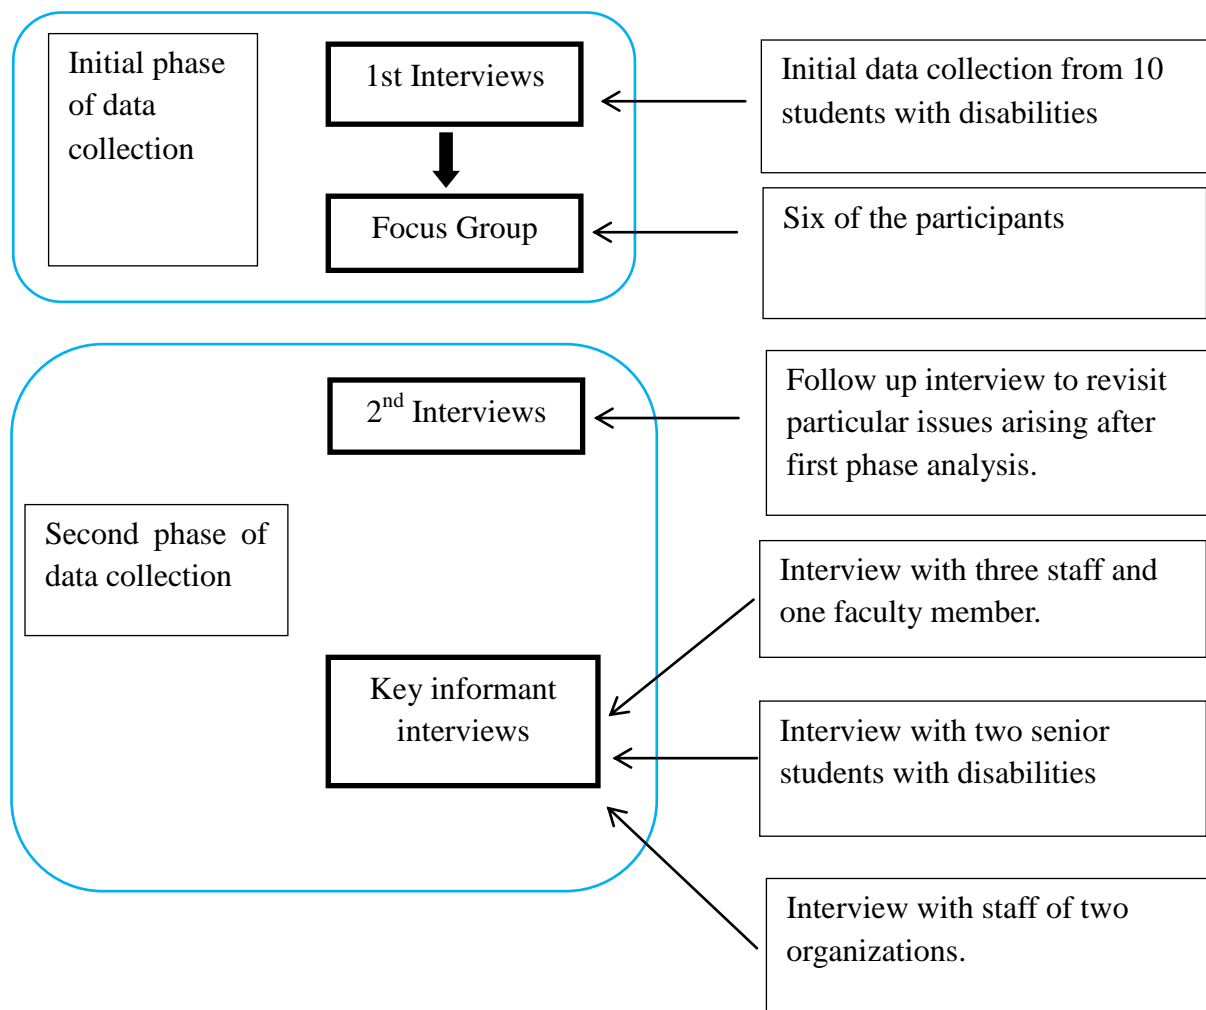 Initial phase
of data
collection
1st Interviews
Initial data collection from 10
students with disabilities
Focus Group
Six of the participants
2nd Interviews
Follow up interview to revisit
particular issues arising after
first phase analysis.
Second phase of
data collection
Interview with three staff and
one faculty member.
Key informant
interviews
Interview with two senior
students with disabilities
Interview with staff of two
organizations.